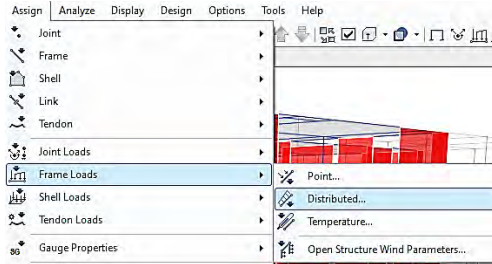 Assign Analyze Display Design Options Tools Help
Joint
Frame
Shell
Link
Tendon
Joint Loads
Frame Loads
Shell Loads
Tendon Loads
Gauge Properties
Point...
Distributed...
Temperature...
Open Structure Wind Parameters...